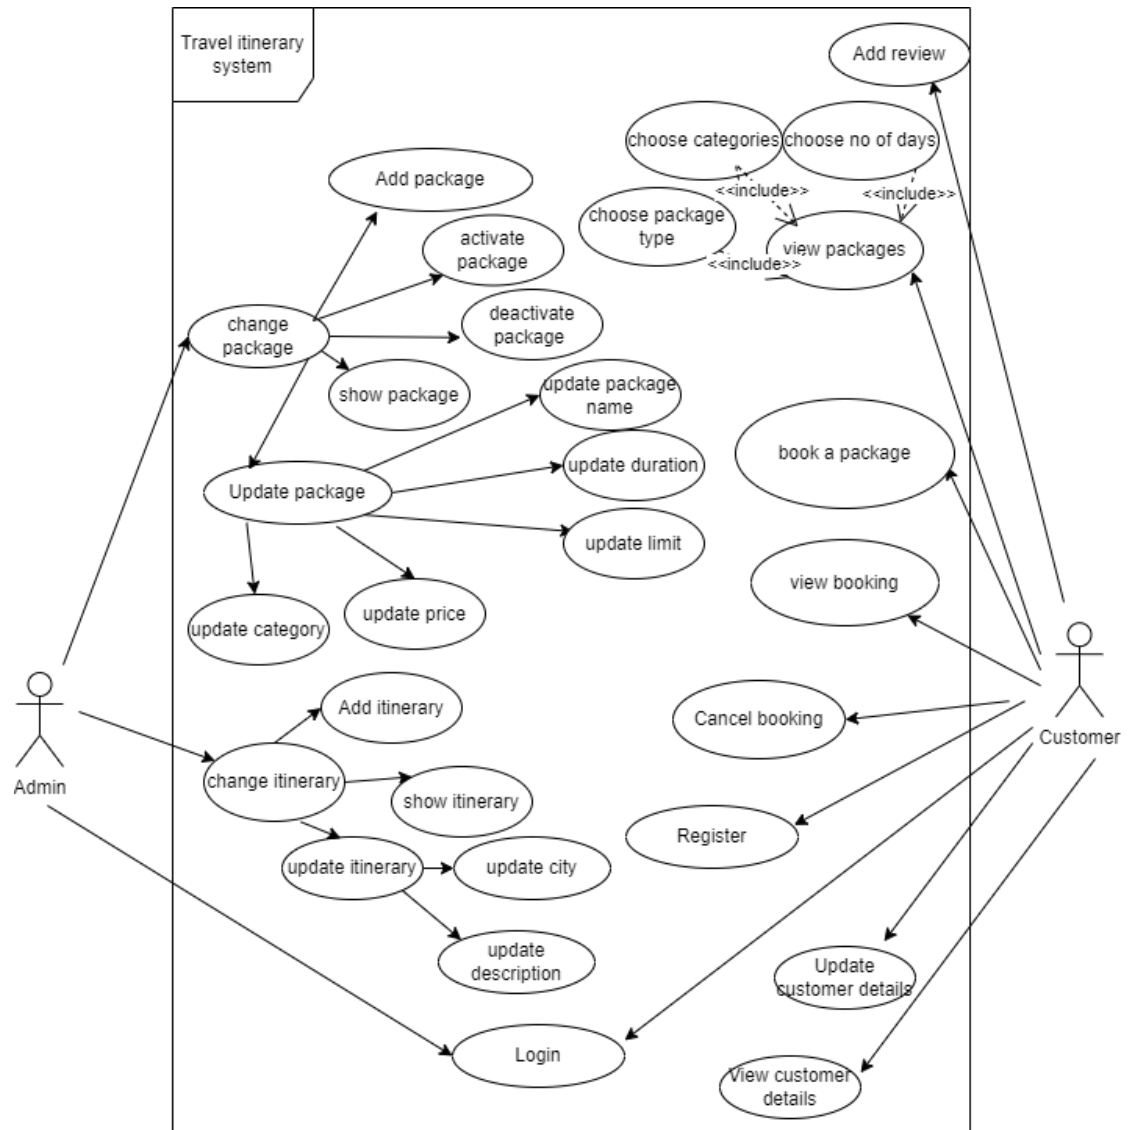 Travel itinerary
system
Add review
choose categories
choose no of days
<<include>>
<<include>>
Add package
choose package
type
view packages
<<include>>
activate
package
deactivate
package
change
package
show package
update package
name
book a package
update duration
Update package
update limit
view booking
update price
update category
Add itinerary
Cancel booking
Customer
Admin
change itinerary
show itinerary
Register
update itinerary
update city
update
description
Update
customer details
Login
View customer
details